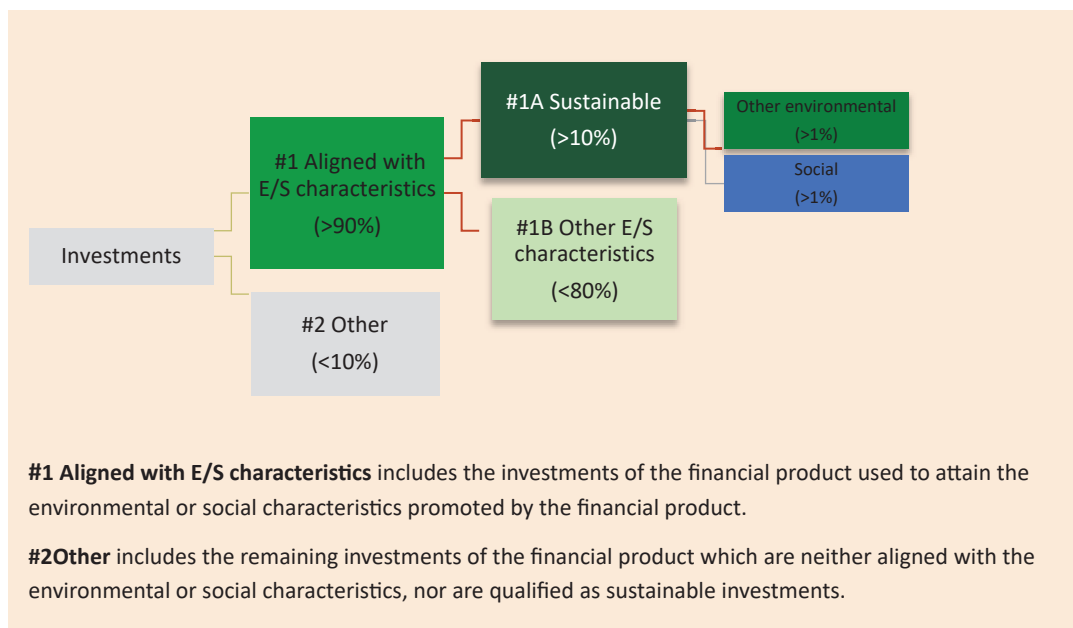 #1A Sustainable
(>10%)
Other environmental
(>1%)
Social
(>1%)
#1 Aligned with
E/S characteristics
(>90%)
#1B Other E/S
characteristics
(<80%)
Investments
#2 Other
(<10%)
#1 Aligned with E/S characteristics includes the investments of the financial product used to attain the
environmental or social characteristics promoted by the financial product.
#2Other includes the remaining investments of the financial product which are neither aligned with the
environmental or social characteristics, nor are qualified as sustainable investments.